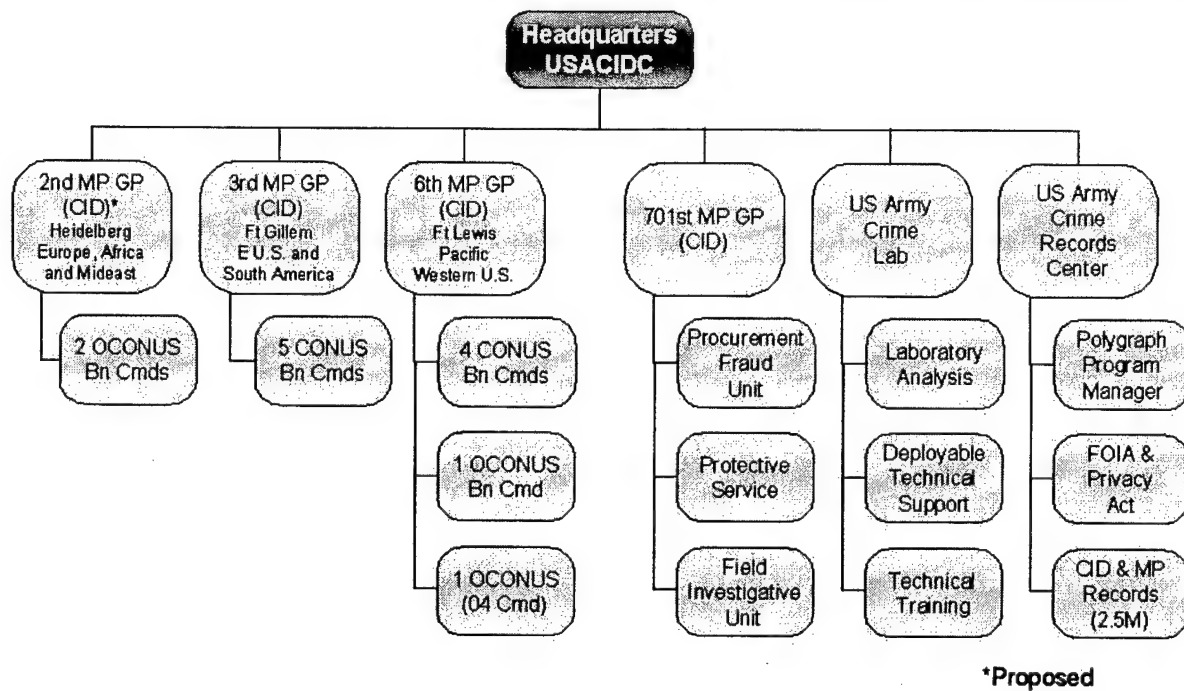 Headquarters
USACIDC
2nd MP GP
(CID)*
Heidelberg
Europe, Africa
and Mideast
3rd MP GP
(CID)
Ft Gillem
E U.S. and
South America
6th MP GP
(CID)
Ft Lewis
Pacific
Western U.S.
701st MP GP
(CID)
US Army
Crime
Lab
US Army
Crime
Records
Center
2 OCONUS
Bn Cmds
5 CONUS
Bn Cmds
4 CONUS
Bn Cmds
1 OCONUS
Bn Cmd
1 OCONUS
(04 Cmd)
Procurement
Fraud
Unit
Protective
Service
Field
Investigative
Unit
Laboratory
Analysis
Deployable
Technical
Support
Technical
Training
Polygraph
Program
Manager
FOIA &
Privacy
Act
CID & MP
Records
(2.5M)
*Proposed